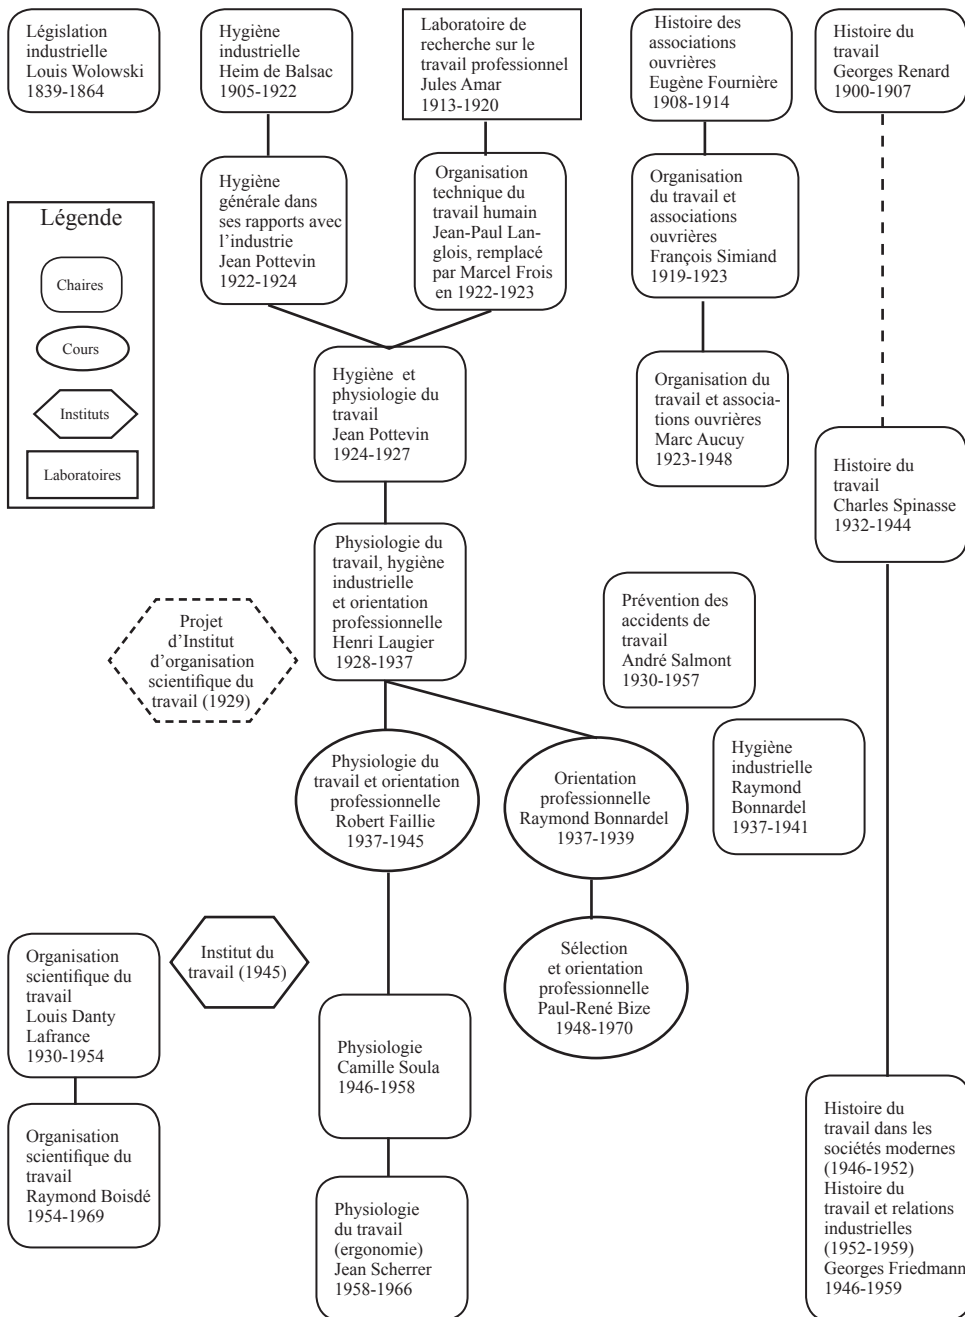 Législation
industrielle
Louis Wolowski
1839-1864
Hygiène
industrielle
Heim de Balsac
1905-1922
Laboratoire de
recherche sur le
travail professionnel
Jules Amar
1913-1920
Histoire des
associations
ouvrières
Eugène Fournière
1908-1914
Histoire du
travail
Georges Renard
1900-1907
Hygiène
générale dans
ses rapports avec
l’industrie
Jean Pottevin
1922-1924
Organisation
technique du
travail humain
Jean-Paul Lan-
glois, remplacé
par Marcel Frois
en 1922-1923
Organisation
du travail et
associations
ouvrières
François Simiand
1919-1923
Légende
Chaires
Cours
Instituts
Laboratoires
Hygiène et
physiologie du
travail
Jean Pottevin
1924-1927
Organisation du
travail et associa-
tions ouvrières
Marc Aucuy
1923-1948
Histoire du
travail
Charles Spinasse
1932-1944
Physiologie du
travail, hygiène
industrielle
et orientation
professionnelle
Henri Laugier
1928-1937
Projet
d’Institut
d’organisation
scientifique du
travail (1929)
Prévention des
accidents de
travail
André Salmont
1930-1957
Physiologie du
travail et orientation
professionnelle
Robert Faillie
1937-1945
Orientation
professionnelle
Raymond Bonnardel
1937-1939
Hygiène
industrielle
Raymond
Bonnardel
1937-1941
Organisation
scientifique du
travail
Louis Danty
Lafrance
1930-1954
Institut du
travail (1945)
Sélection
et orientation
professionnelle
Paul-René Bize
1948-1970
Physiologie
Camille Soula
1946-1958
Organisation
scientifique du
travail
Raymond Boisdé
1954-1969
Physiologie
du travail
(ergonomie)
Jean Scherrer
1958-1966
Histoire du
travail dans les
sociétés modernes
(1946-1952)
Histoire du
travail et relations
industrielles
(1952-1959)
Georges Friedmann
1946-1959